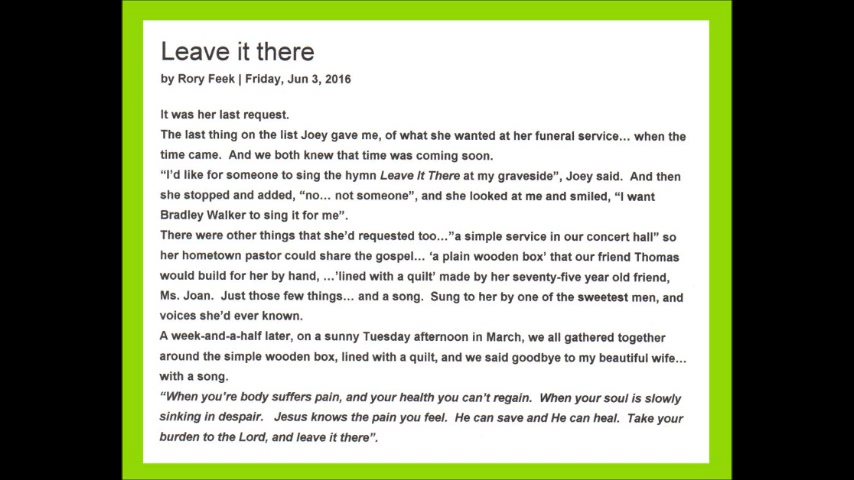 Leave it there
by Rory Feek | Friday, Jun 3, 2016
It was her last request.
The last thing on the list Joey gave me, of what she wanted at her funeral service... when the
time came.  And we both knew that time was coming soon.
“I'd like for someone to sing the hymn Leave It There at my graveside”, Joey said.  And then
she stopped and added, “no... not someone”, and she looked at me and smiled, “I want
Bradley Walker to sing it for me”.
There were other things that she'd requested too...”a simple service in our concert hall” so
her hometown pastor could share the gospel... ‘a plain wooden box’ that our friend Thomas
would build for her by hand, ...’lined with a quilt’ made by her seventy-five year old friend,
Ms. Joan.  Just those few things... and a song.  Sung to her by one of the sweetest men, and
voices she'd ever known.
A week-and-a-half later, on a sunny Tuesday afternoon in March, we all gathered together
around the simple wooden box, lined with a quilt, and we said goodbye to my beautiful wife...
with a song.
“When you're body suffers pain, and your health you can't regain.  When your soul is slowly
sinking in despair.   Jesus knows the pain you feel.  He can save and He can heal.  Take your
burden to the Lord, and leave it there”.